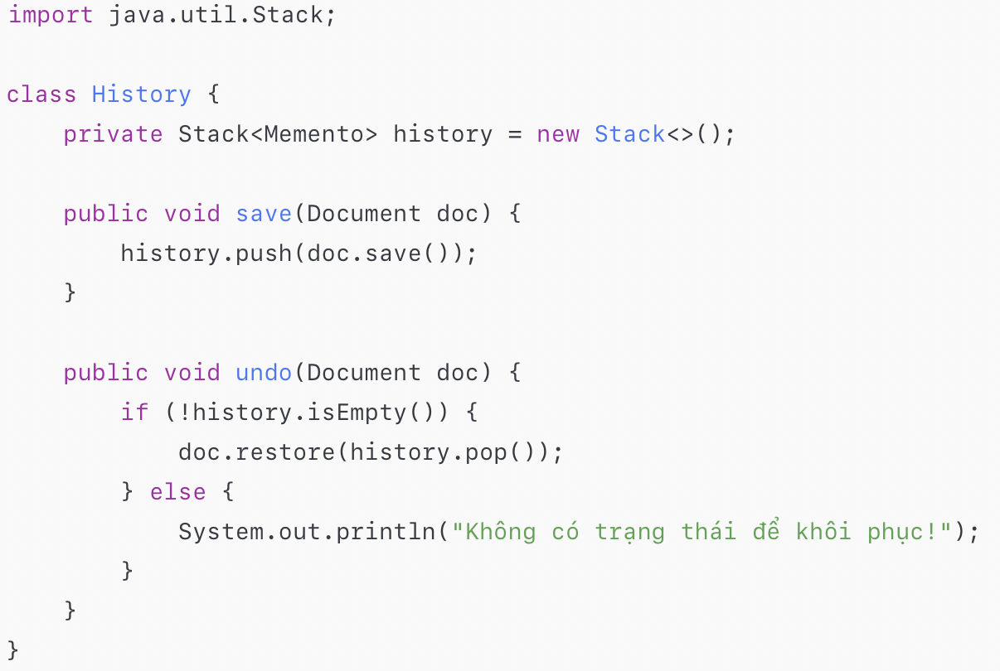 import java.util.Stack;
class History {
    private Stack<Memento> history = new Stack<>();
    public void save(Document doc) {
        history.push(doc.save());
    }
    public void undo(Document doc) {
        if (!history.isEmpty()) {
            doc.restore(history.pop());
        } else {
            System.out.println("Không có trạng thái để khôi phục!");
        }
    }
}